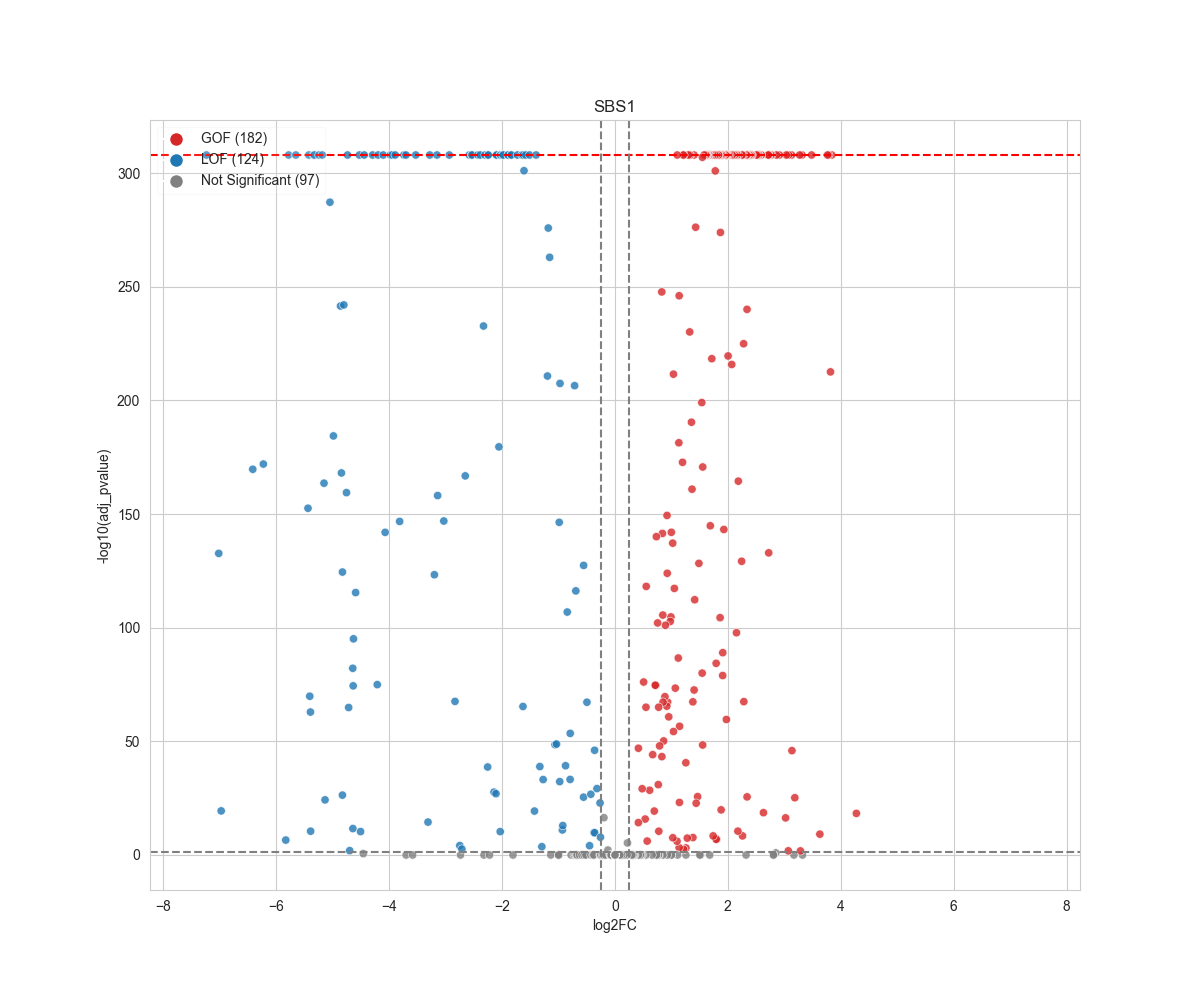 SBS1
GOF (182)
LOF (124)
Not Significant (97)
300
250
200
150
100
50
0
-log10(adj_pvalue)
−8 −6 −4 −2 0 2 4 6 8
log2FC